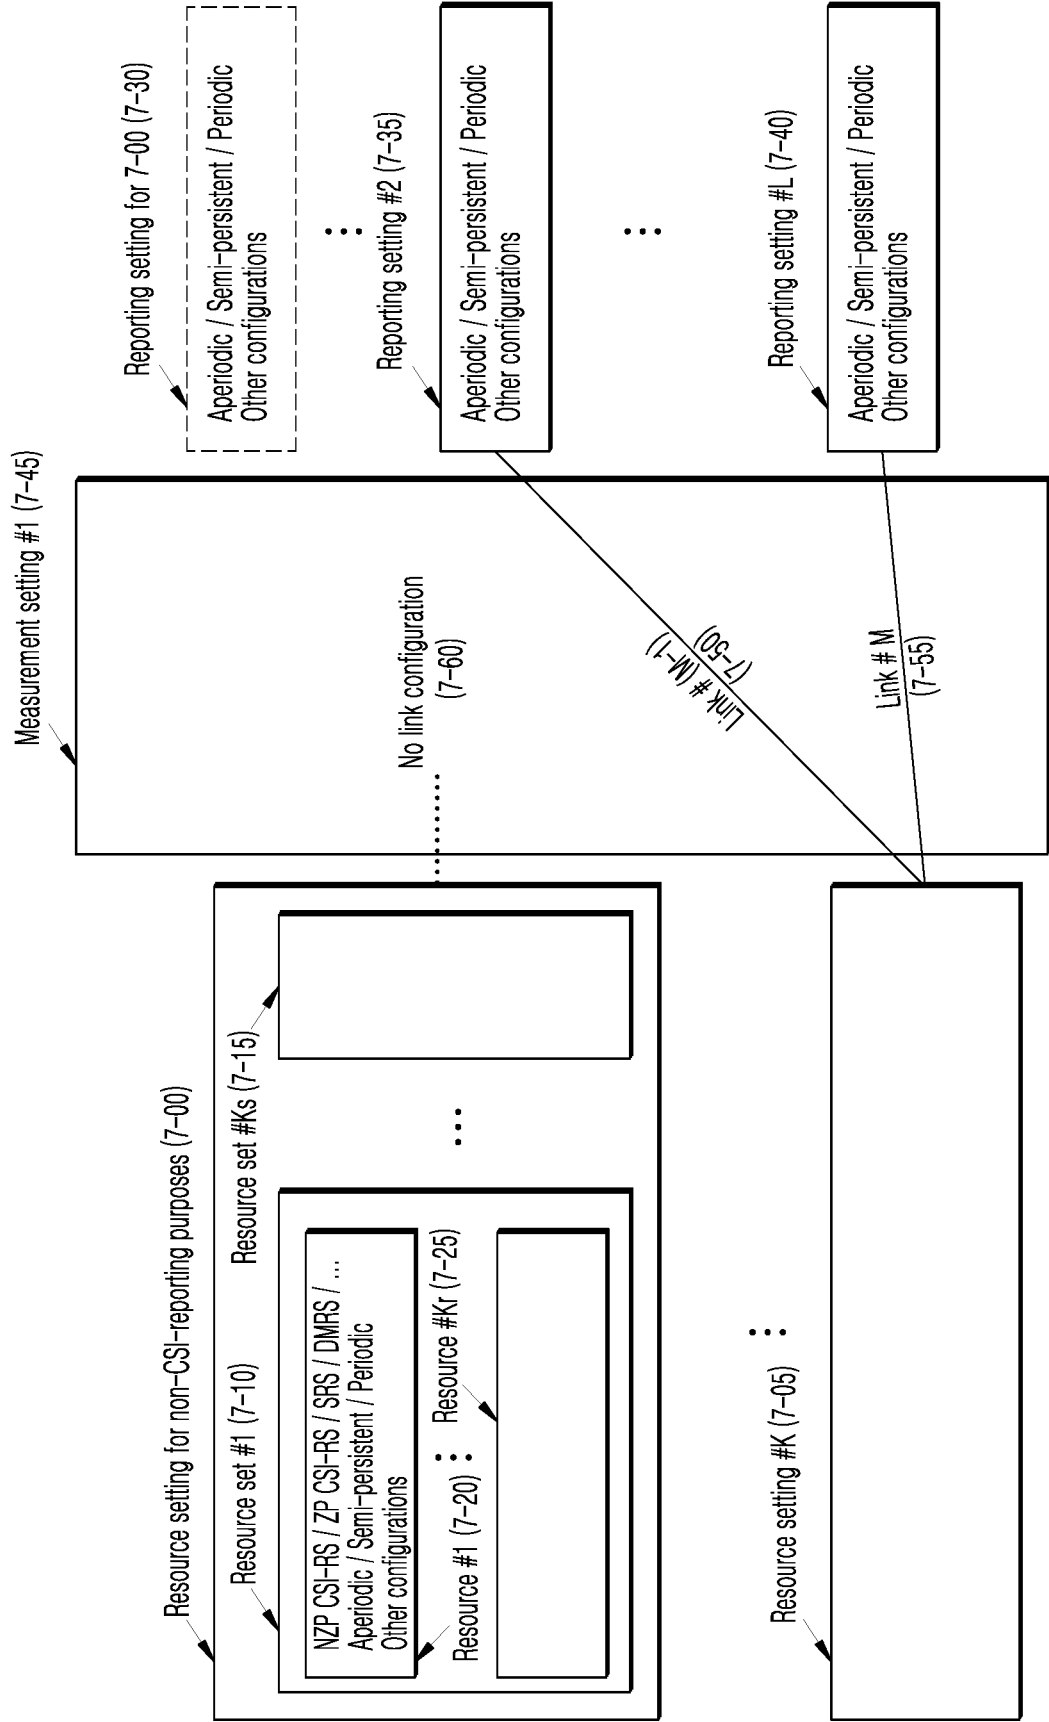 Resource setting for non-CSI-reporting purposes (7-00)
Resource set #1 (7-10)
Resource set #Ks (7-15)
NZP CSI-RS / ZP CSI-RS / SRS / DMRS / ...
Aperiodic / Semi-persistent / Periodic
Other configurations
Resource #1 (7-20)
Resource #Kr (7-25)
Resource setting #K (7-05)
Measurement setting #1 (7-45)
No link configuration
(7-60)
Link # (M-1)
(7-50)
Link # M
(7-55)
Reporting setting for 7-00 (7-30)
Aperiodic / Semi-persistent / Periodic
Other configurations
Reporting setting #2 (7-35)
Aperiodic / Semi-persistent / Periodic
Other configurations
Reporting setting #L (7-40)
Aperiodic / Semi-persistent / Periodic
Other configurations